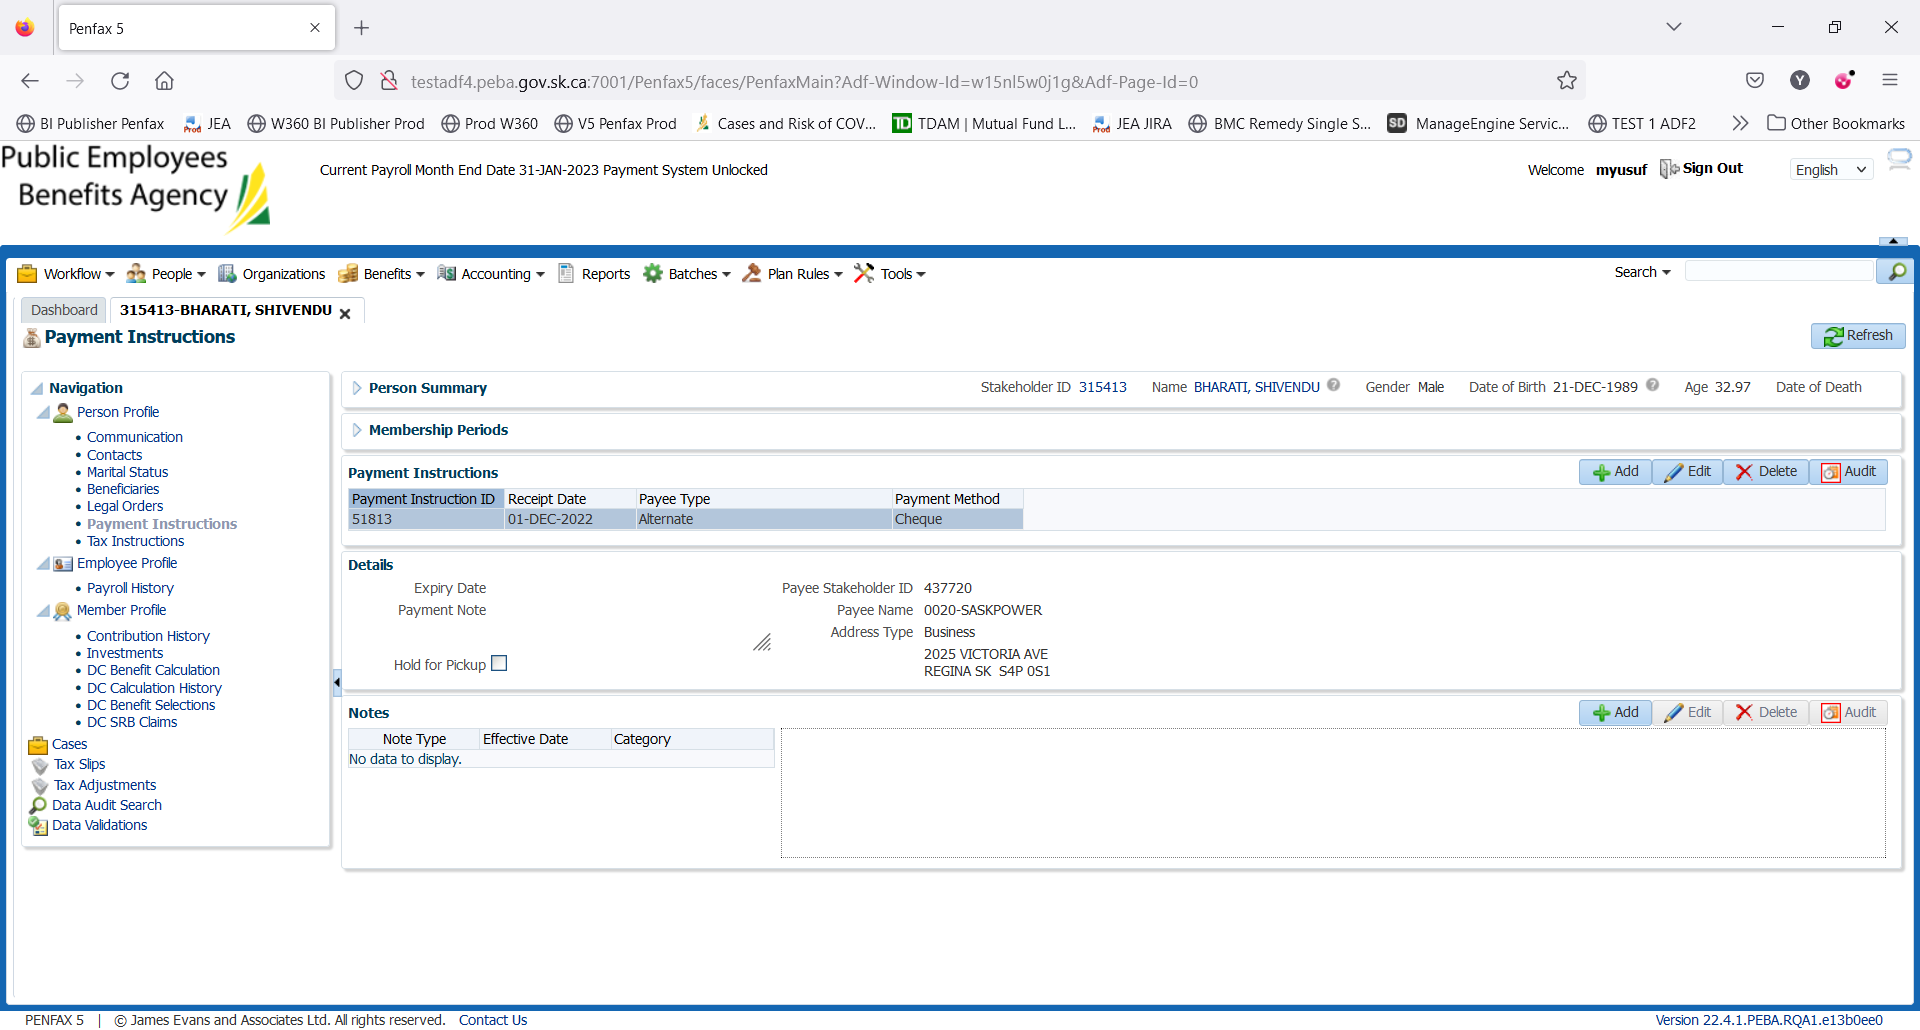 Penfax 5
testadf4.peba.gov.sk.ca:7001/Penfax5/faces/PenfaxMain?Adf-Window-Id=w15nl5w0j1g&Adf-Page-Id=0
BI Publisher Penfax JEA W360 BI Publisher Prod Prod W360 V5 Penfax Prod Cases and Risk of COV... TDAM | Mutual Fund L... JEA JIRA BMC Remedy Single S... ManageEngine Servic... TEST 1 ADF2 Other Bookmarks
Public Employees
Benefits Agency
Current Payroll Month End Date 31-JAN-2023 Payment System Unlocked
Welcome myusuf Sign Out English
Workflow People Organizations Benefits Accounting Reports Batches Plan Rules Tools Search
Dashboard 315413-BHARATI, SHIVENDU
Payment Instructions Refresh
Navigation
Person Profile
Communication
Contacts
Marital Status
Beneficiaries
Legal Orders
Payment Instructions
Tax Instructions
Employee Profile
Payroll History
Member Profile
Contribution History
Investments
DC Benefit Calculation
DC Calculation History
DC Benefit Selections
DC SRB Claims
Cases
Tax Slips
Tax Adjustments
Data Audit Search
Data Validations
Person Summary Stakeholder ID 315413 Name BHARATI, SHIVENDU Gender Male Date of Birth 21-DEC-1989 Age 32.97 Date of Death
Membership Periods
Payment Instructions Add Edit Delete Audit
Payment Instruction ID Receipt Date Payee Type Payment Method
51813 01-DEC-2022 Alternate Cheque
Details
Expiry Date Payee Stakeholder ID 437720
Payment Note Payee Name 0020-SASKPOWER
Address Type Business
2025 VICTORIA AVE
Hold for Pickup REGINA SK S4P 0S1
Notes Add Edit Delete Audit
Note Type Effective Date Category
No data to display.
PENFAX 5 | © James Evans and Associates Ltd. All rights reserved. Contact Us Version 22.4.1.PEBA.RQA1.e13b0ee0